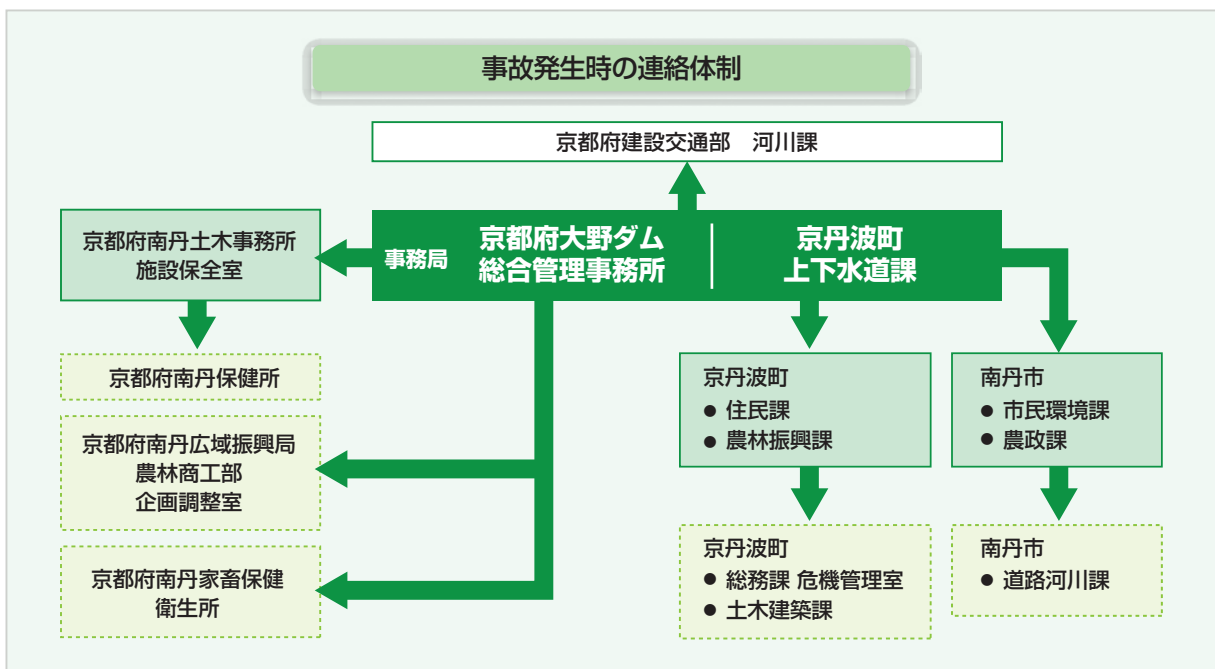 事故発生時の連絡体制
京都府建設交通部　河川課
事務局
京都府大野ダム
総合管理事務所
京丹波町
上下水道課
京都府南丹土木事務所
施設保全室
京都府南丹保健所
京都府南丹広域振興局
農林商工部
企画調整室
京都府南丹家畜保健
衛生所
京丹波町
● 住民課
● 農林振興課
南丹市
● 市民環境課
● 農政課
京丹波町
● 総務課 危機管理室
● 土木建築課
南丹市
● 道路河川課